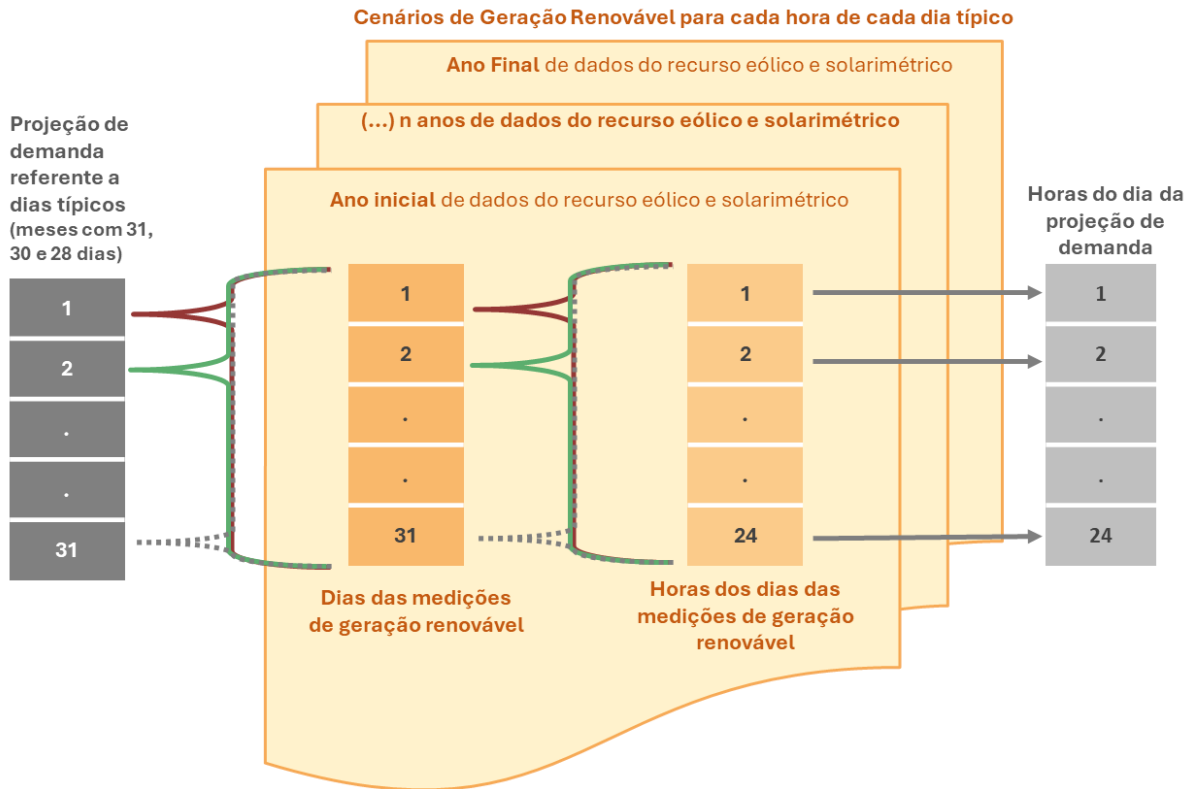 Cenários de Geração Renovável para cada hora de cada dia típico
Ano Final de dados do recurso eólico e solarimétrico
(...) n anos de dados do recurso eólico e solarimétrico
Ano inicial de dados do recurso eólico e solarimétrico
Projeção de
demanda
referente a
dias típicos
(meses com 31,
30 e 28 dias)
1
2
.
.
31
1
2
.
.
31
Dias das medições
de geração renovável
1
2
.
.
24
Horas dos dias das
medições de geração
renovável
Horas do dia da
projeção de
demanda
1
2
.
.
24